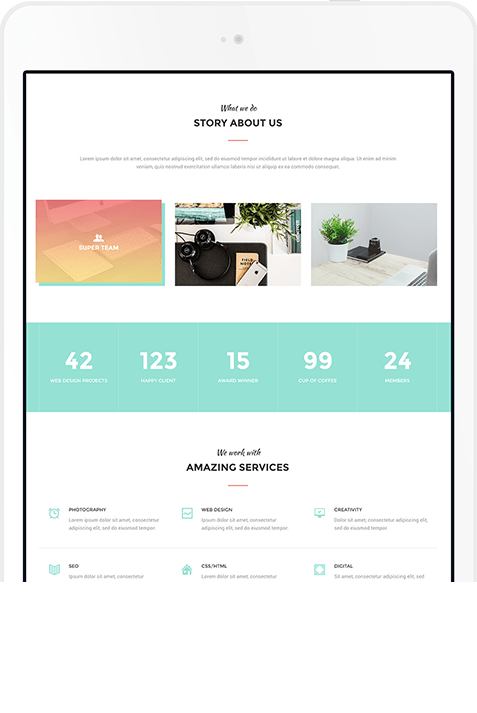 What we do
STORY ABOUT US
Lorem ipsum dolor sit amet, consectetur adipiscing elit, sed do eiusmod tempor incididunt ut labore et dolore magna aliqua. Ut enim ad minim
veniam, quis nostrud exercitation ullamco laboris nisi ut aliquip ex ea commodo consequat.
SUPER TEAM
FIELD NOTES
42 123 15 99 24
WEB DESIGN PROJECTS HAPPY CLIENT AWARD WINNER CUP OF COFFEE MEMBERS
We work with
AMAZING SERVICES
PHOTOGRAPHY WEB DESIGN CREATIVITY
Lorem ipsum dolor sit amet, consectetur Lorem ipsum dolor sit amet, consectetur Lorem ipsum dolor sit amet, consectetur
adipiscing elit, sed do eiusmod tempor. adipiscing elit, sed do eiusmod tempor. adipiscing elit, sed do eiusmod tempor.
SEO CSS/HTML DIGITAL
Ipsum dolor sit amet, consectetur Lorem ipsum dolor sit amet, consectetur Sit amet, consectetur adipiscing elit, sed